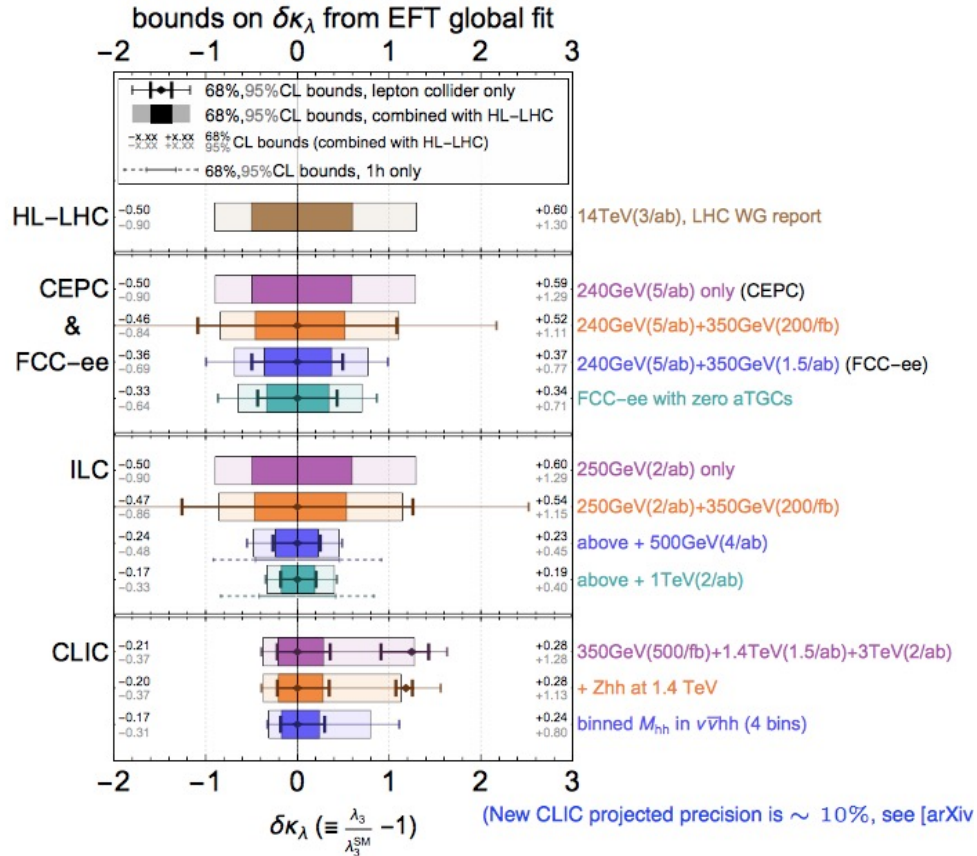 bounds on δκλ from EFT global fit
−2 −1 0 1 2 3
68%,95%CL bounds, lepton collider only
68%,95%CL bounds, combined with HL−LHC
−x.xx +x.xx 68%
−x.xx +x.xx 95% CL bounds (combined with HL−LHC)
68%,95%CL bounds, 1h only
HL−LHC −0.50 +0.60 14TeV(3/ab), LHC WG report
−0.90 +1.30
CEPC −0.50 +0.59 240GeV(5/ab) only (CEPC)
−0.90 +1.29
& −0.46 +0.52 240GeV(5/ab)+350GeV(200/fb)
−0.84 +1.11
FCC−ee −0.36 +0.37 240GeV(5/ab)+350GeV(1.5/ab) (FCC−ee)
−0.69 +0.77
−0.33 +0.34 FCC−ee with zero aTGCs
−0.64 +0.71
ILC −0.50 +0.60 250GeV(2/ab) only
−0.90 +1.29
−0.47 +0.54 250GeV(2/ab)+350GeV(200/fb)
−0.86 +1.15
−0.24 +0.23 above + 500GeV(4/ab)
−0.48 +0.45
−0.17 +0.19 above + 1TeV(2/ab)
−0.33 +0.40
CLIC −0.21 +0.28 350GeV(500/fb)+1.4TeV(1.5/ab)+3TeV(2/ab)
−0.37 +1.28
−0.20 +0.28 + Zhh at 1.4 TeV
−0.37 +1.13
−0.17 +0.24 binned Mhh in νν̅hh (4 bins)
−0.31 +0.80
−2 −1 0 1 2 3
δκλ (≡ λ3/λ3SM −1)
(New CLIC projected precision is ∼ 10%, see [arXiv